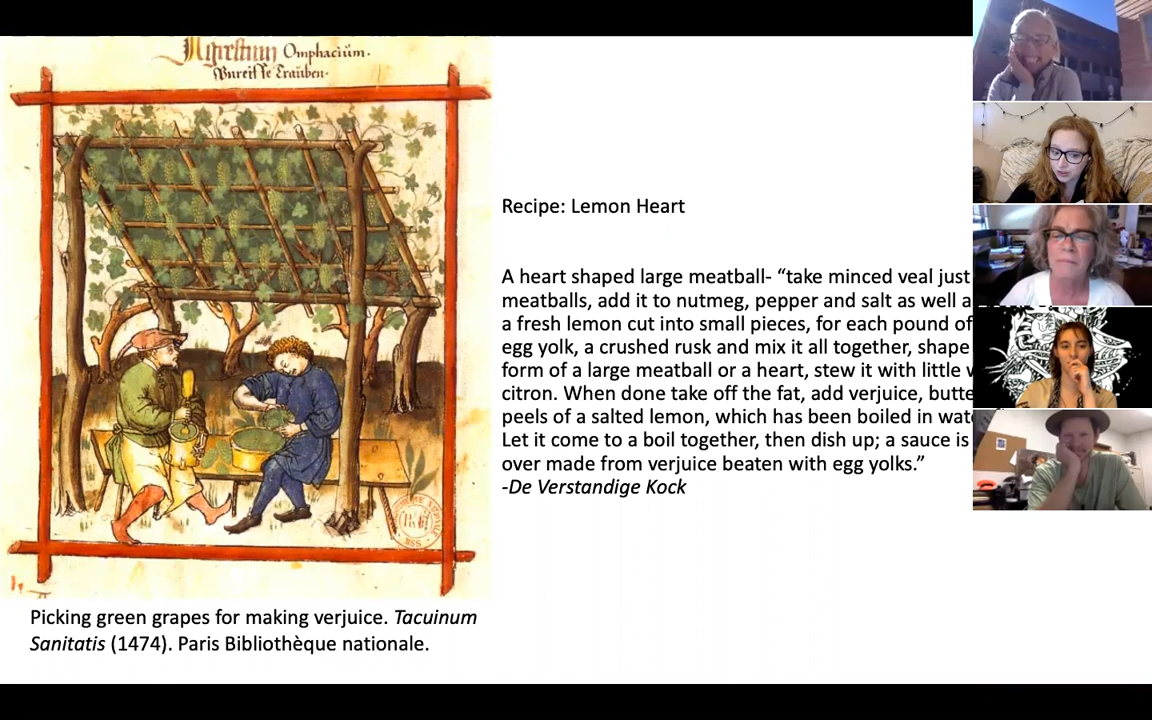 Agrestum Omphacium.
Unreiffe Trauben.
Recipe: Lemon Heart
A heart shaped large meatball- “take minced veal just
meatballs, add it to nutmeg, pepper and salt as well a
a fresh lemon cut into small pieces, for each pound of
egg yolk, a crushed rusk and mix it all together, shape
form of a large meatball or a heart, stew it with little
citron. When done take off the fat, add verjuice, butte
peels of a salted lemon, which has been boiled in wate
Let it come to a boil together, then dish up; a sauce is
over made from verjuice beaten with egg yolks.”
-De Verstandige Kock
Picking green grapes for making verjuice. Tacuinum
Sanitatis (1474). Paris Bibliothèque nationale.